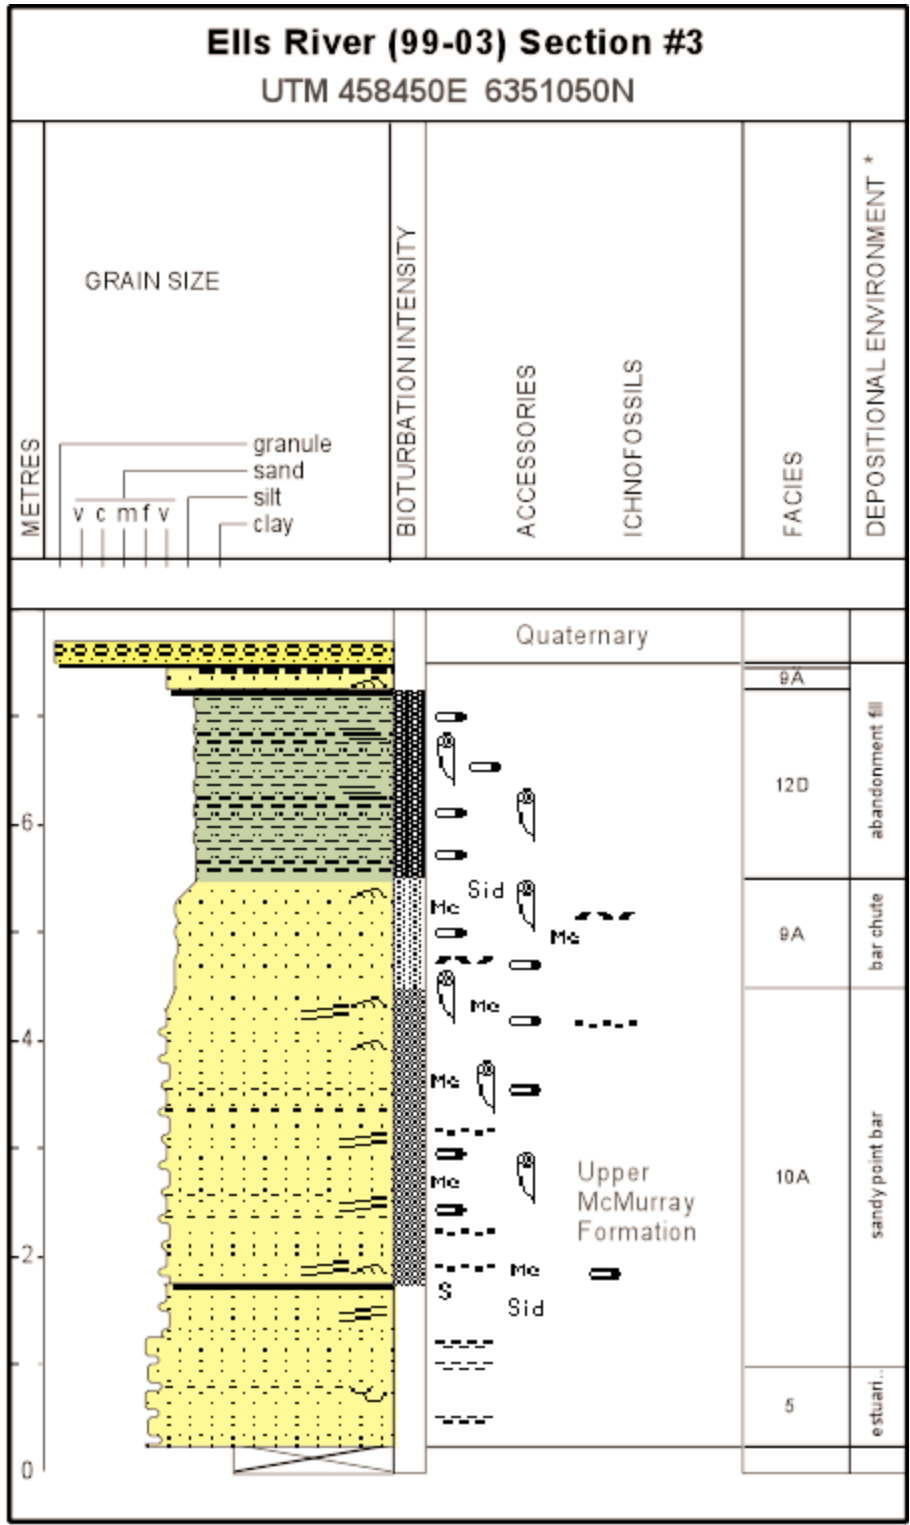 Ells River (99-03) Section #3
UTM 458450E 6351050N
METRES
GRAIN SIZE
granule
sand
silt
clay
v c m f v
BIOTURBATION INTENSITY
ACCESSORIES
ICHNOFOSSILS
FACIES
DEPOSITIONAL ENVIRONMENT *
Quaternary
9A
12D
abandonment fill
6
Sid
Me
Me
9A
bar chute
Me
4
Me
Me
Upper
McMurray
Formation
10A
sandy point bar
2
Me
S
Sid
5
estuari..
0